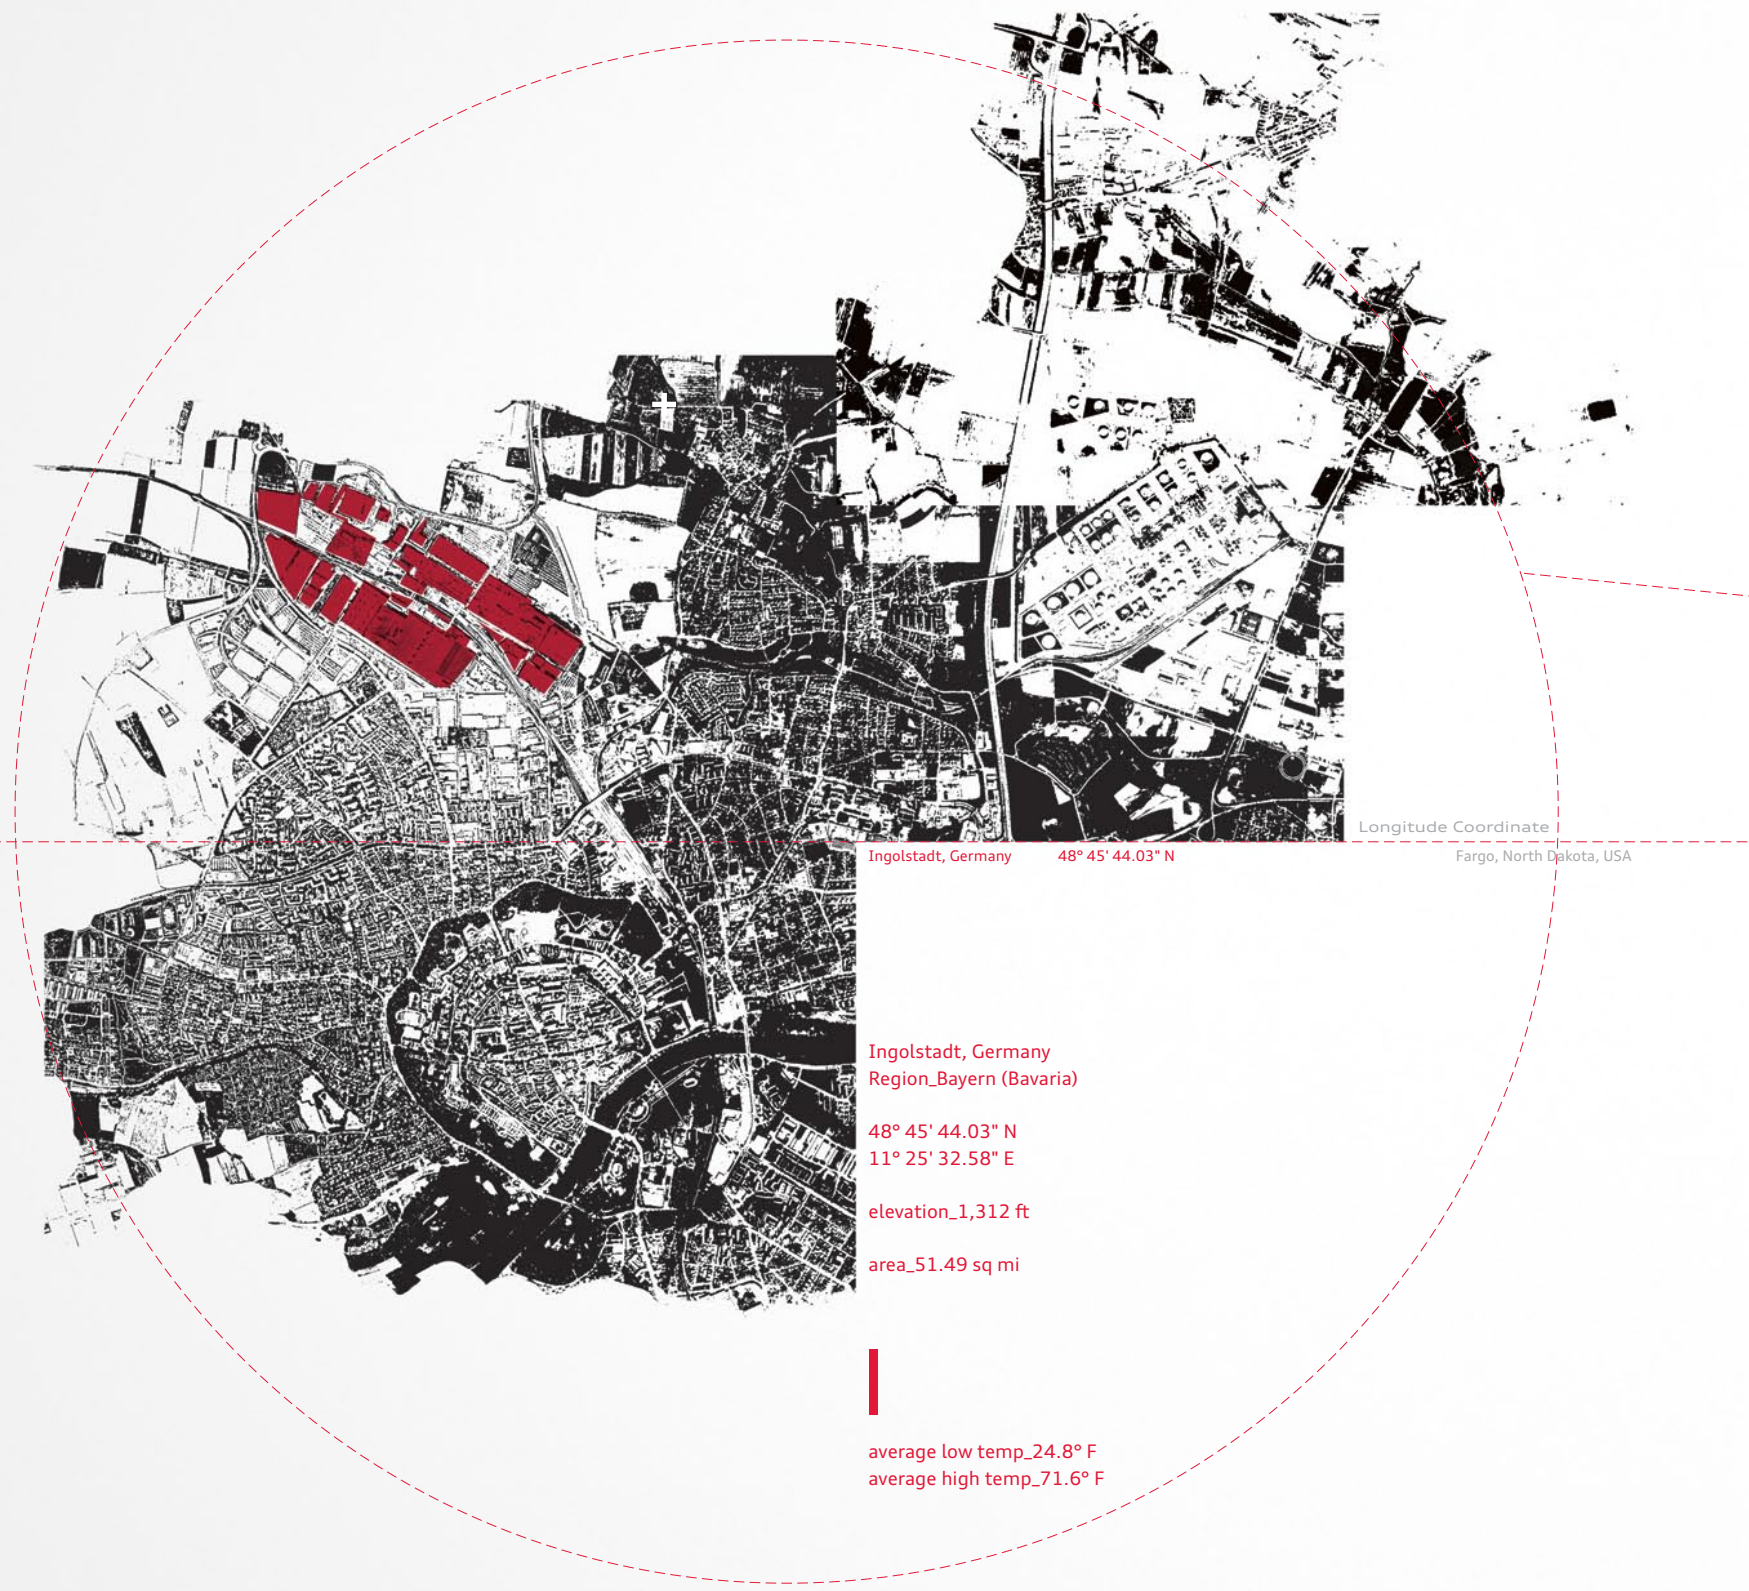 Longitude Coordinate
Ingolstadt, Germany 48° 45' 44.03" N Fargo, North Dakota, USA
Ingolstadt, Germany
Region_Bayern (Bavaria)
48° 45' 44.03" N
11° 25' 32.58" E
elevation_1,312 ft
area_51.49 sq mi
average low temp_24.8° F
average high temp_71.6° F